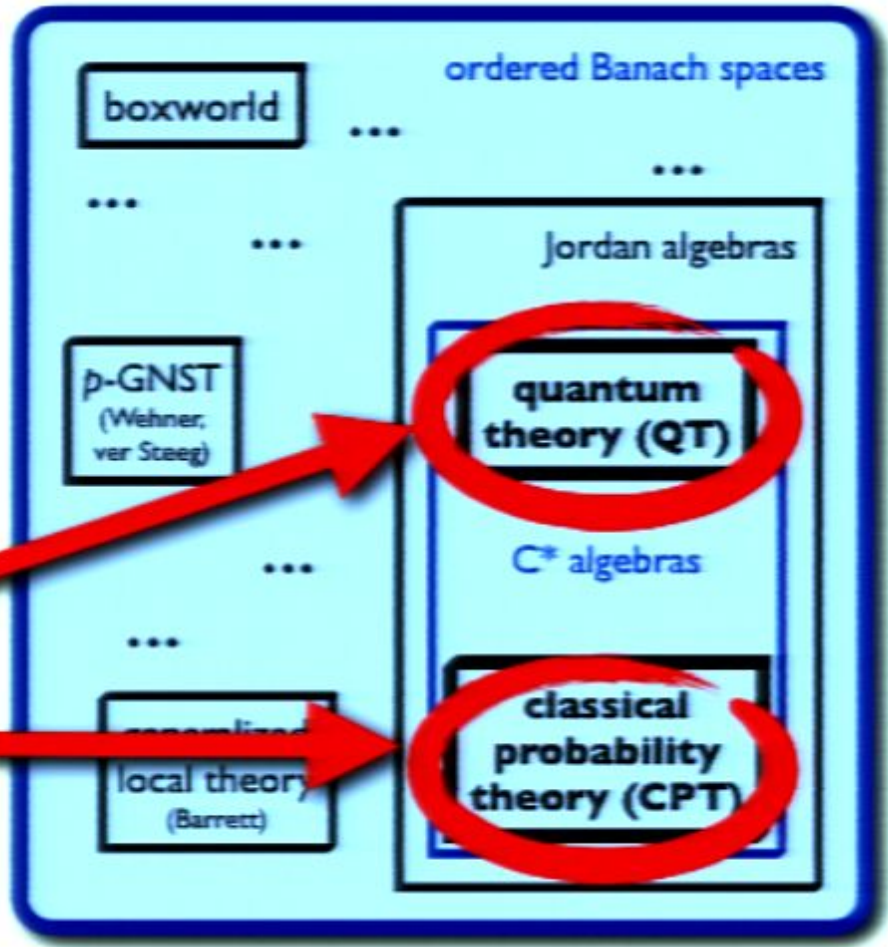 ordered Banach spaces
boxworld
...
...
...
...
Jordan algebras
p-GNST
(Wehner,
ver Steeg)
quantum
theory (QT)
...
C* algebras
...
generalized
local theory
(Barrett)
classical
probability
theory (CPT)